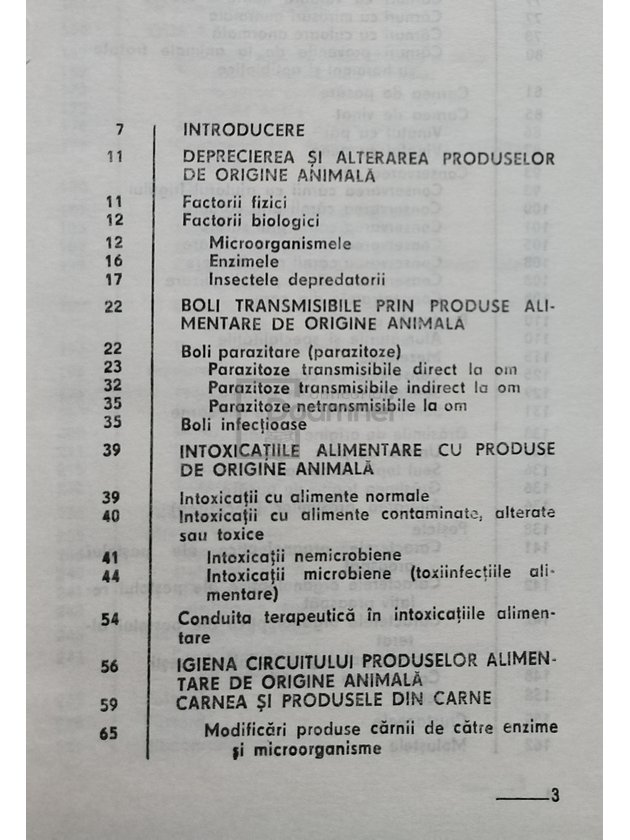 7 INTRODUCERE
11 DEPRECIEREA ȘI ALTERAREA PRODUSELOR
DE ORIGINE ANIMALĂ
11 Factorii fizici
12 Factorii biologici
12 Microorganismele
16 Enzimele
17 Insectele depredatorii
22 BOLI TRANSMISIBILE PRIN PRODUSE ALI-
MENTARE DE ORIGINE ANIMALĂ
22 Boli parazitare (parazitoze)
23 Parazitoze transmisibile direct la om
32 Parazitoze transmisibile indirect la om
35 Parazitoze netransmisibile la om
35 Boli infecțioase
39 INTOXICAȚIILE ALIMENTARE CU PRODUSE
DE ORIGINE ANIMALĂ
39 Intoxicații cu alimente normale
40 Intoxicații cu alimente contaminate, alterate
sau toxice
41 Intoxicații nemicrobiene
44 Intoxicații microbiene (toxiinfecțiile ali-
mentare)
54 Conduita terapeutică în intoxicațiile alimen-
tare
56 IGIENA CIRCUITULUI PRODUSELOR ALIMEN-
TARE DE ORIGINE ANIMALĂ
59 CARNEA ȘI PRODUSELE DIN CARNE
65 Modificări produse cărnii de către enzime
și microorganisme
3